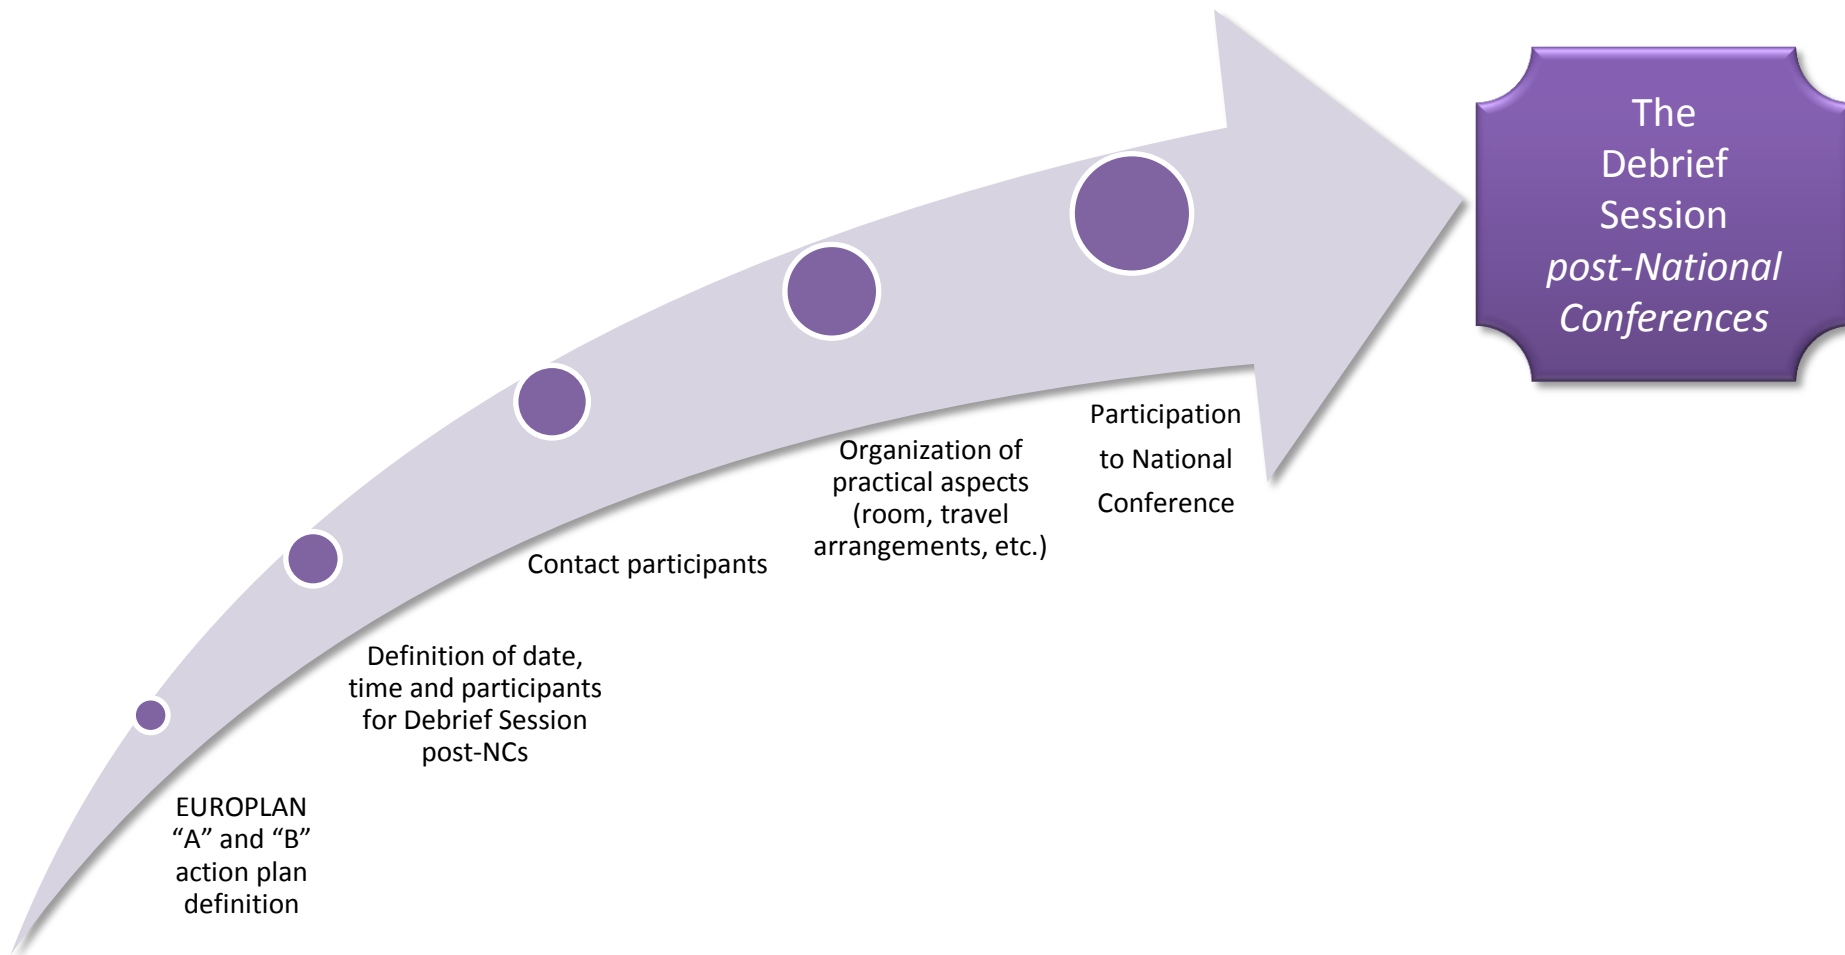 EUROPLAN
“A” and “B”
action plan
definition
Definition of date,
time and participants
for Debrief Session
post-NCs
Contact participants
Organization of
practical aspects
(room, travel
arrangements, etc.)
Participation
to National
Conference
The
Debrief
Session
post-National
Conferences